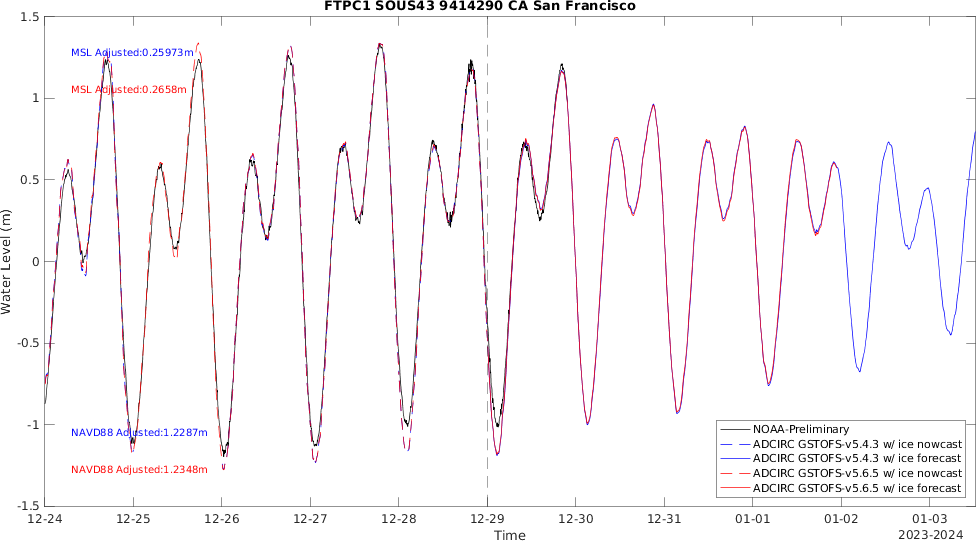 FTPC1 SOUS43 9414290 CA San Francisco
1.5
1
0.5
0
-0.5
-1
-1.5
Water Level (m)
MSL Adjusted:0.25973m
MSL Adjusted:0.2658m
NAVD88 Adjusted:1.2287m
NAVD88 Adjusted:1.2348m
NOAA-Preliminary
ADCIRC GSTOFS-v5.4.3 w/ ice nowcast
ADCIRC GSTOFS-v5.4.3 w/ ice forecast
ADCIRC GSTOFS-v5.6.5 w/ ice nowcast
ADCIRC GSTOFS-v5.6.5 w/ ice forecast
12-24 12-25 12-26 12-27 12-28 12-29 12-30 12-31 01-01 01-02 01-03
Time
2023-2024